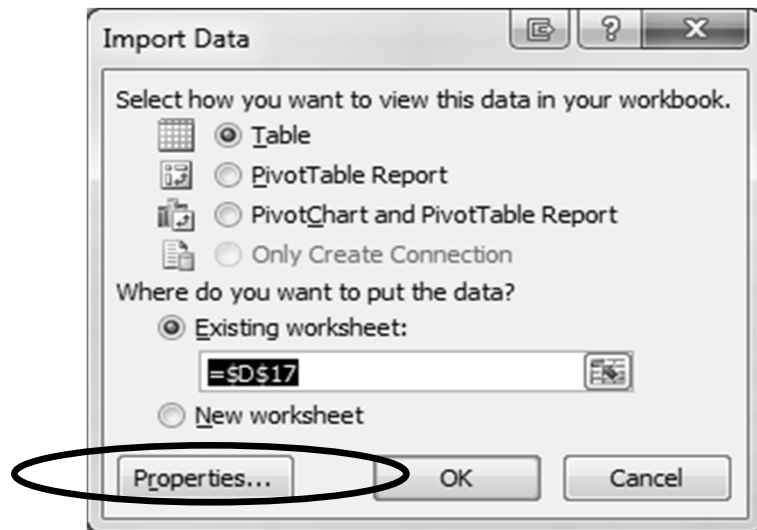 Import Data
?
X
Select how you want to view this data in your workbook.
Table
PivotTable Report
PivotChart and PivotTable Report
Only Create Connection
Where do you want to put the data?
Existing worksheet:
=$D$17
New worksheet
Properties... OK Cancel